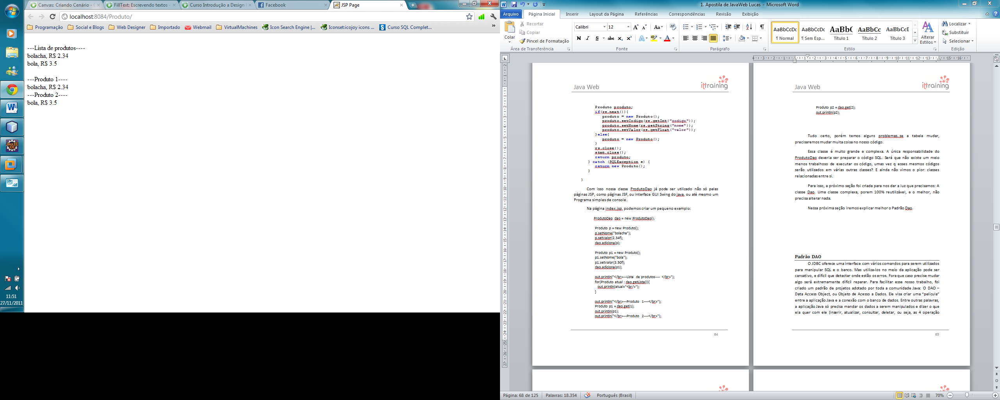 Canvas: Criando Cenário - 
FillText: Escrevendo textos - 
Curso Introdução a Design 
Facebook
JSP Page
localhost:8084/Produto/
Programação
Social e Blogs
Web Designer
Importado
Webmail
VirtualMachines
Icon Search Engine |...
Iconset:icojoy icons ...
Curso SQL Complet...
---Lista de produtos----
bolacha, R$ 2.34
bola, R$ 3.5
---Produto 1----
bolacha, R$ 2.34
---Produto 2----
bola, R$ 3.5
Java EE
IDE
11:51
27/11/2011
1. Apostila de JavaWeb Lucas - Microsoft Word
Arquivo
Página Inicial
Inserir
Layout da Página
Referências
Correspondências
Revisão
Exibição
Colar
Recortar
Copiar
Pincel de Formatação
Área de Transferência
Calibri
12
Fonte
Parágrafo
AaBbCcDc
¶ Normal
AaBbCcDc
¶ Sem Esp...
AaBbC
Título 1
AaBbCc
Título 2
AaBbCcI
Título 3
Alterar
Estilos
Estilo
Localizar
Substituir
Selecionar
Edição
Java Web
ittraining
Produto produto;
if(rs.next()){
produto = new Produto();
produto.setCodigo(rs.getInt("codigo"));
produto.setNome(rs.getString("nome"));
produto.setValor(rs.getFloat("valor"));
}else{
produto = new Produto();
}
rs.close();
stmt.close();
return produto;
} catch (SQLException e) {
return new Produto();
}
}
Com isso nossa classe ProdutoDao já pode ser utilizado não só pelas
páginas JSP, como páginas JSF, ou interface GUI Swing do java, ou até mesmo um
Programa simples de console.
Na página index.jsp, podemos criar um pequeno exemplo:
ProdutoDao dao = new ProdutoDao();
Produto p = new Produto();
p.setNome("bolacha");
p.setValor(2.34f);
dao.adiciona(p);
Produto p1 = new Produto();
p1.setNome("bola");
p1.setValor(3.50f);
dao.adiciona(p1);
out.println("</br>---Lista de produtos---- </br>");
for(Produto atual : dao.getLista()){
out.println(atual+"<br/>");
}
out.println("</br>---Produto 1----</br>");
Produto p1 = dao.get(1);
out.println(p1);
out.println("</br>---Produto 2----</br>");
64
Java Web
ittraining
Produto p2 = dao.get(2);
out.println(p2);
Tudo certo, porém temos alguns problemas..se a tabela mudar,
precisaremos mudar muita coisa no nosso código.
Essa classe é muito grande e complexa. A única responsabilidade do
ProdutoDao deveria ser preparar o código SQL. Será que não existe um meio
menos trabalhoso de executar os código, umas vez q esses mesmos códigos
serão utilizados em várias outras classes? E ainda não vimos o pior: classes
relacionadas entre si.
Para isso, a próximo seção foi criada para nos dar a luz que precisamos: A
classe Dao. Uma classe complexa, porem 100% reutilizável, e o melhor, não
precisa alterar nada.
Nessa próxima seção iremos explicar melhor o Padrão Dao.
Padrão DAO
O JDBC oferece uma interface com vários comandos para serem utilizados
para manipular SQL e o banco. Mas utiliza-los no meio da aplicação pode ser
cansativo, e difícil que detectar onde estão os erros. Fora que caso precise mudar
algo será extremamente difícil reparar. Para facilitar esse nosso trabalho, foi
criado um padrão de projetos adotado por toda a comunidade Java: O DAO –
Data Access Object, ou Objeto de Acesso a Dados. Ele visa criar uma “película”
entre a aplicação Java e a conexão com o banco de dados. Entre outras palavras,
a aplicação Java só precisa mandar os dados a serem manipulados e dizer o que
ela quer com ele (inserir, atualizar, consultar, deletar, ou seja, as 4 operação
65
Página: 68 de 125
Palavras: 18.354
Português (Brasil)
70%